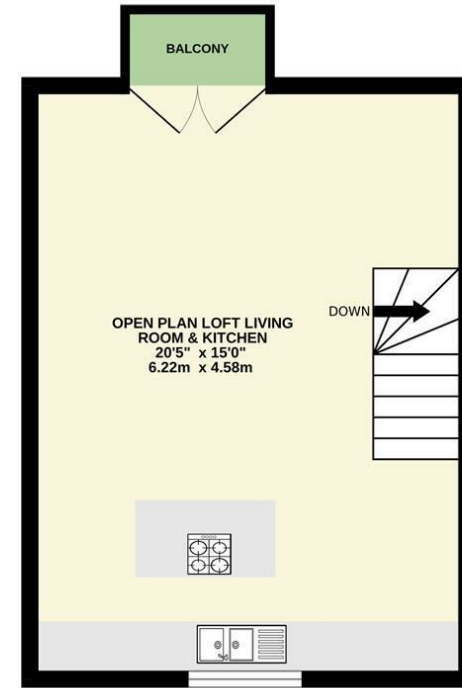 BALCONY
DOWN
OPEN PLAN LOFT LIVING
ROOM & KITCHEN
20'5" x 15'0"
6.22m x 4.58m